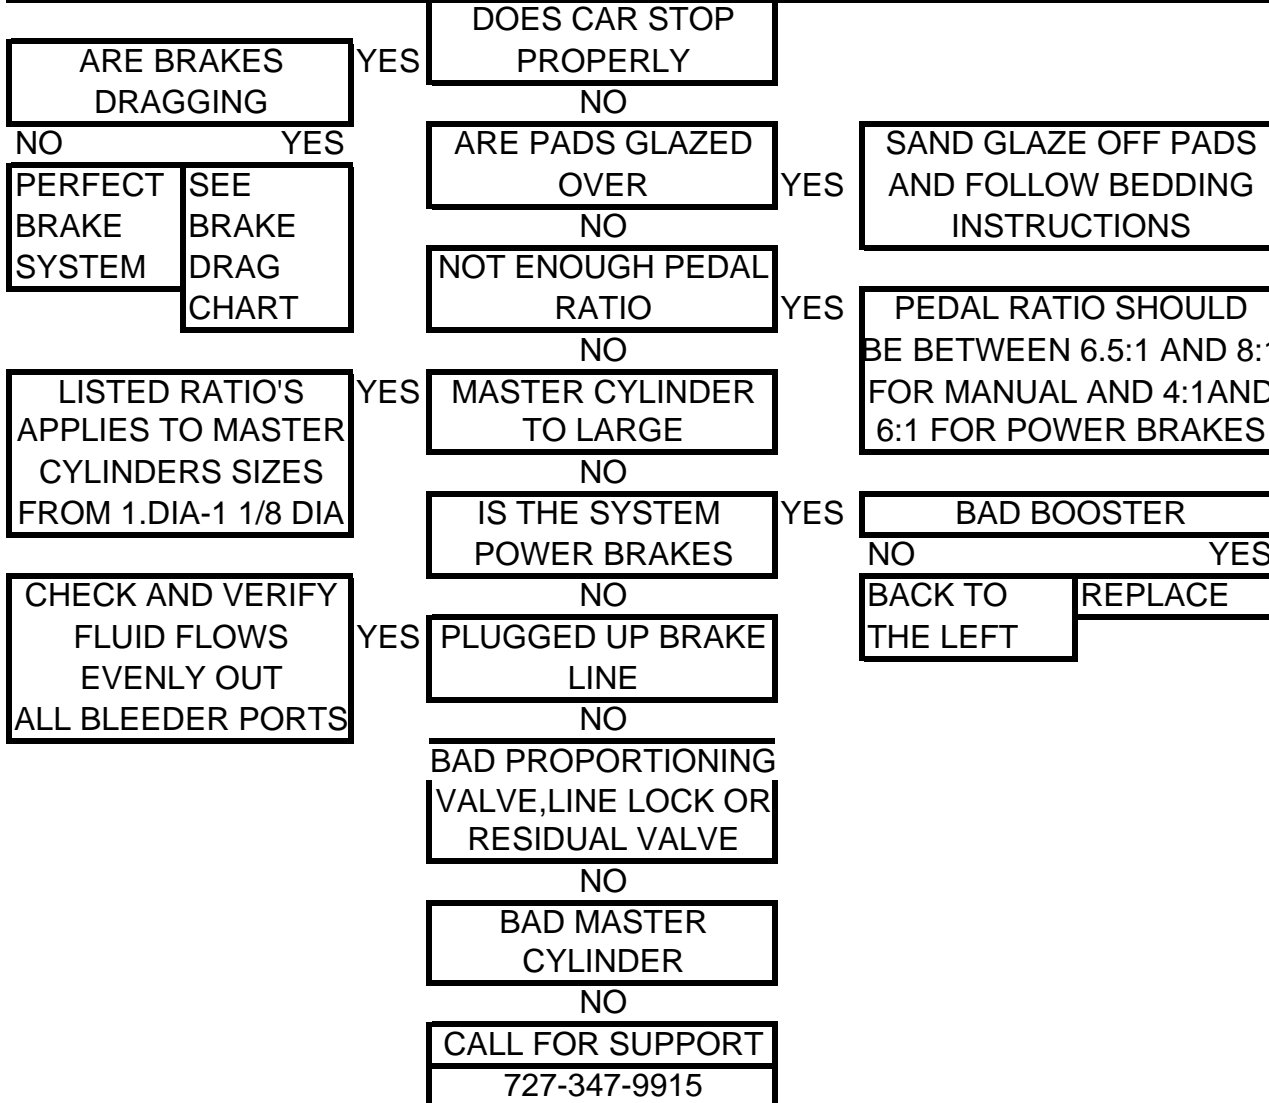 DOES CAR STOP
PROPERLY
YES
ARE BRAKES
DRAGGING
NO YES
PERFECT
BRAKE
SYSTEM
SEE
BRAKE
DRAG
CHART
NO
ARE PADS GLAZED
OVER
YES
SAND GLAZE OFF PADS
AND FOLLOW BEDDING
INSTRUCTIONS
NO
NOT ENOUGH PEDAL
RATIO
YES
PEDAL RATIO SHOULD
BE BETWEEN 6.5:1 AND 8:1
FOR MANUAL AND 4:1AND
6:1 FOR POWER BRAKES
NO
MASTER CYLINDER
TO LARGE
YES
LISTED RATIO'S
APPLIES TO MASTER
CYLINDERS SIZES
FROM 1.DIA-1 1/8 DIA
NO
IS THE SYSTEM
POWER BRAKES
YES
BAD BOOSTER
NO YES
BACK TO
THE LEFT
REPLACE
NO
PLUGGED UP BRAKE
LINE
YES
CHECK AND VERIFY
FLUID FLOWS
EVENLY OUT
ALL BLEEDER PORTS
NO
BAD PROPORTIONING
VALVE,LINE LOCK OR
RESIDUAL VALVE
NO
BAD MASTER
CYLINDER
NO
CALL FOR SUPPORT
727-347-9915